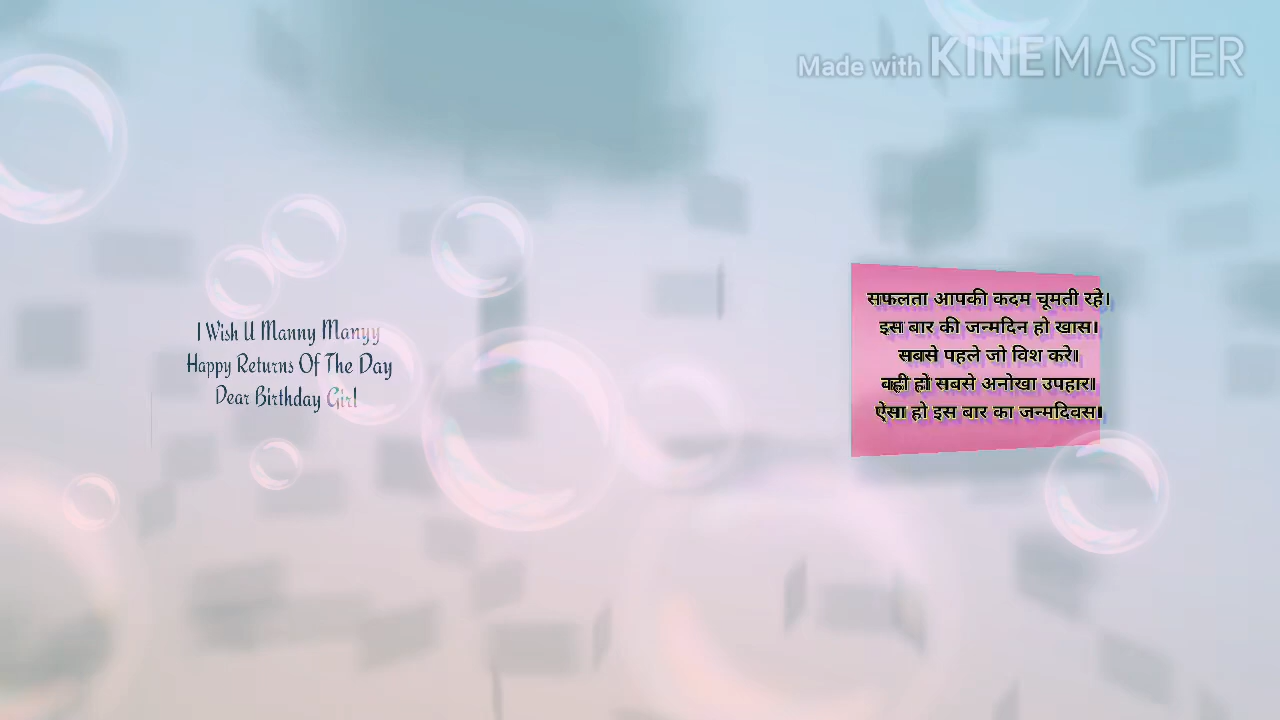 Made with KINEMASTER
I Wish U Manny Manyy
Happy Returns Of The Day
Dear Birthday Girl
सफलता आपकी कदम चूमती रहे।
इस बार की जन्मदिन हो खास।
सबसे पहले जो विश करे।
वही हो सबसे अनोखा उपहार।
ऐसा हो इस बार का जन्मदिवस।